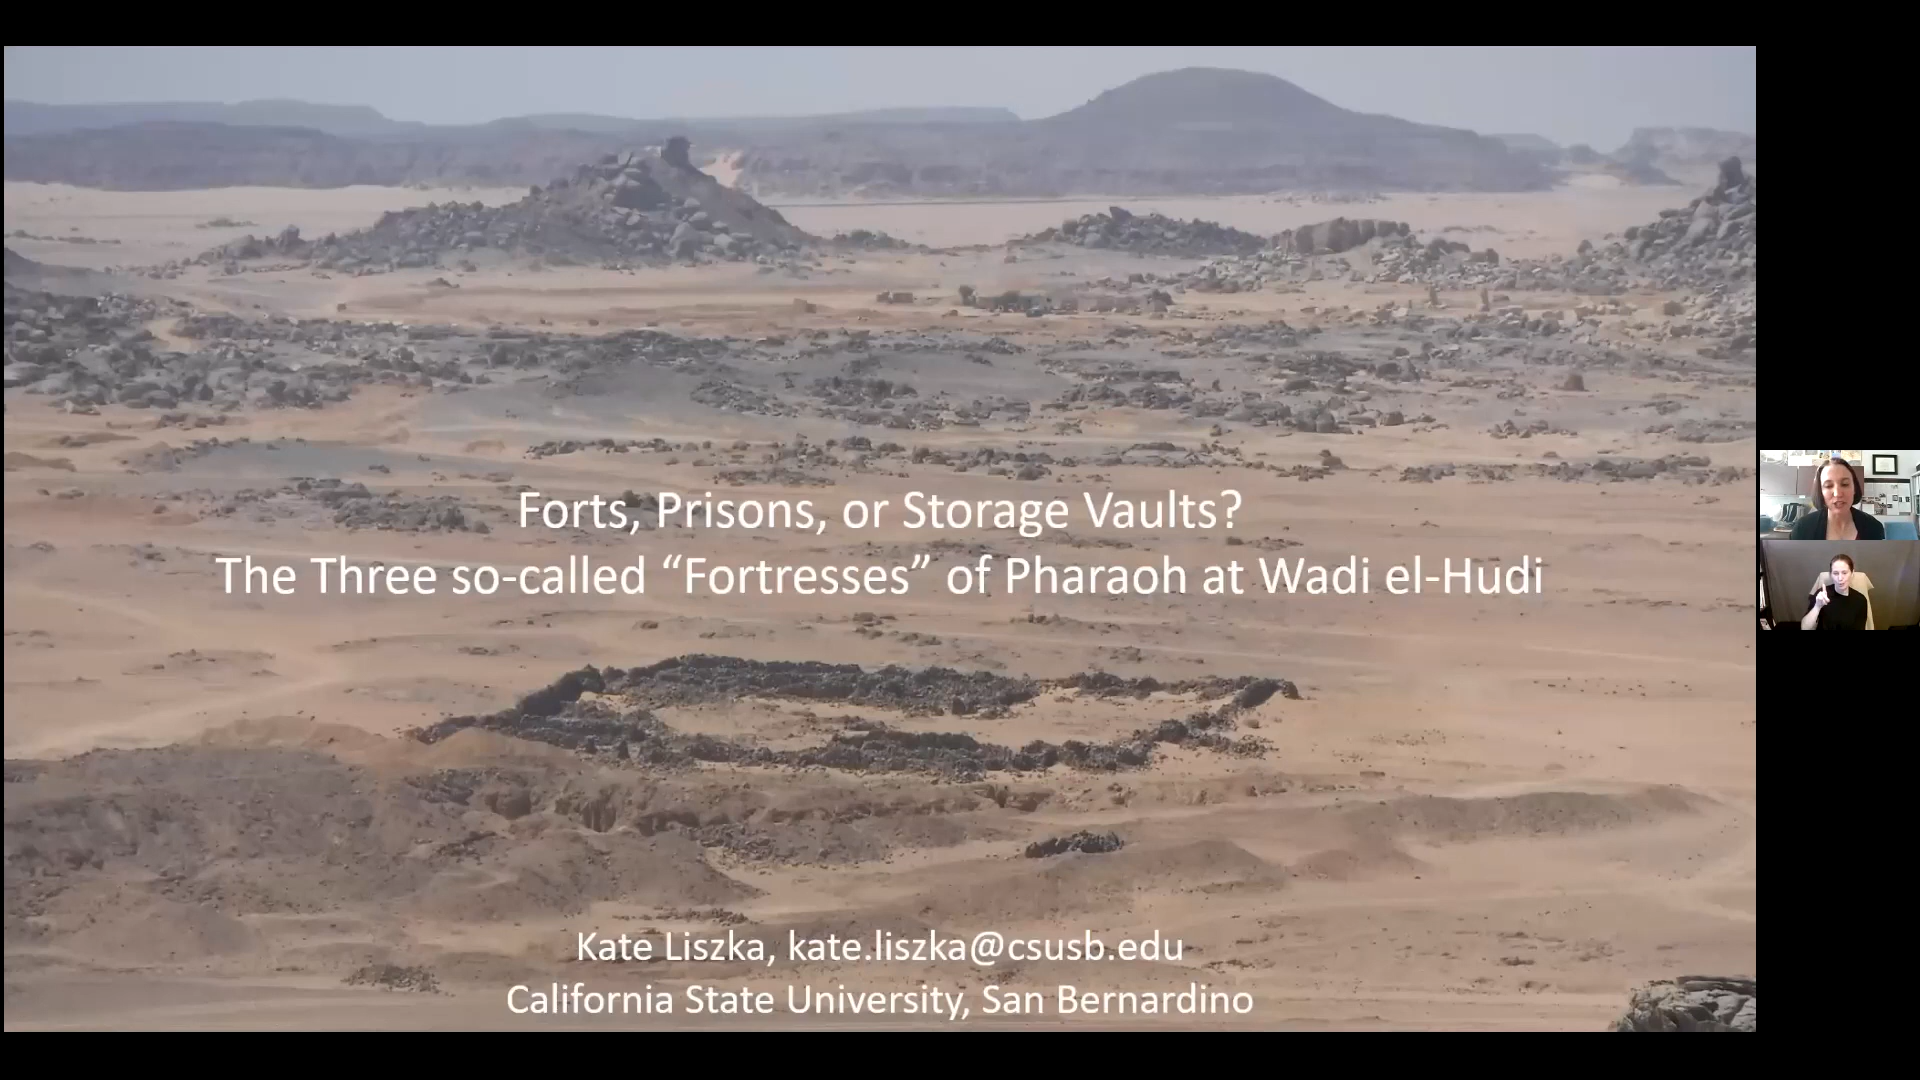 Forts, Prisons, or Storage Vaults?
The Three so-called “Fortresses” of Pharaoh at Wadi el-Hudi
Kate Liszka, kate.liszka@csusb.edu
California State University, San Bernardino